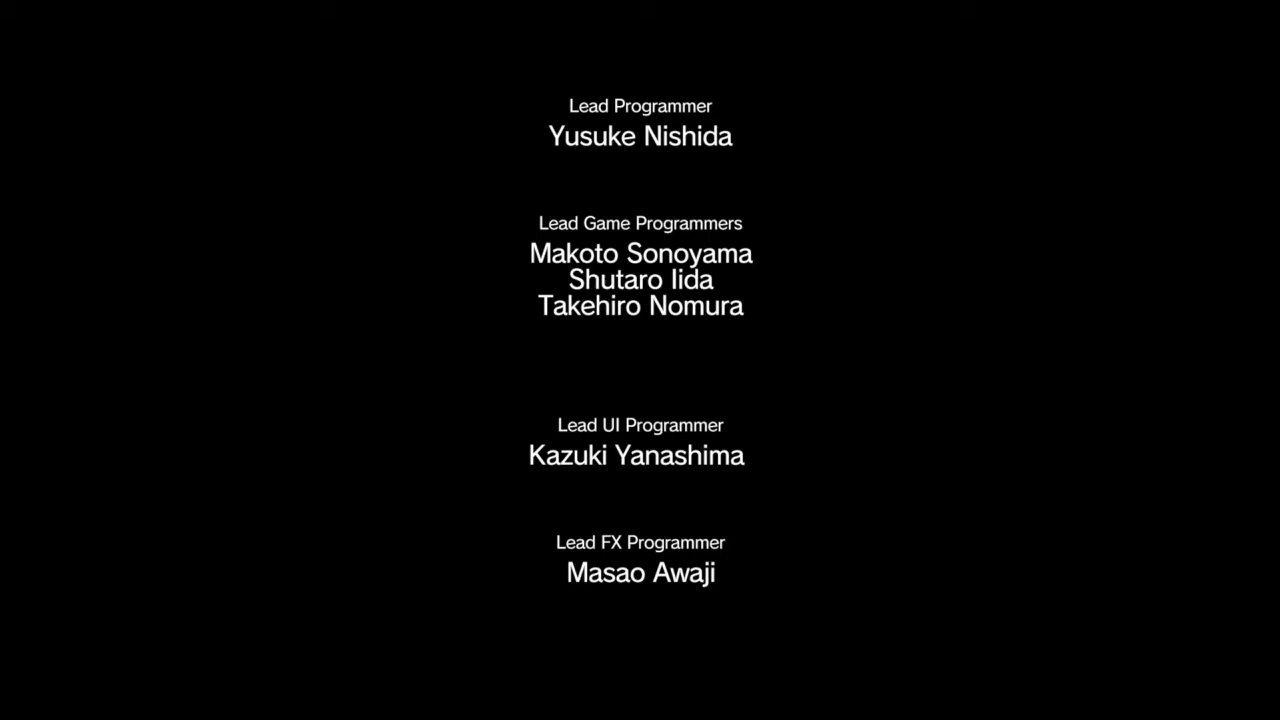 Lead Programmer
Yusuke Nishida
Lead Game Programmers
Makoto Sonoyama
Shutaro Iida
Takehiro Nomura
Lead UI Programmer
Kazuki Yanashima
Lead FX Programmer
Masao Awaji